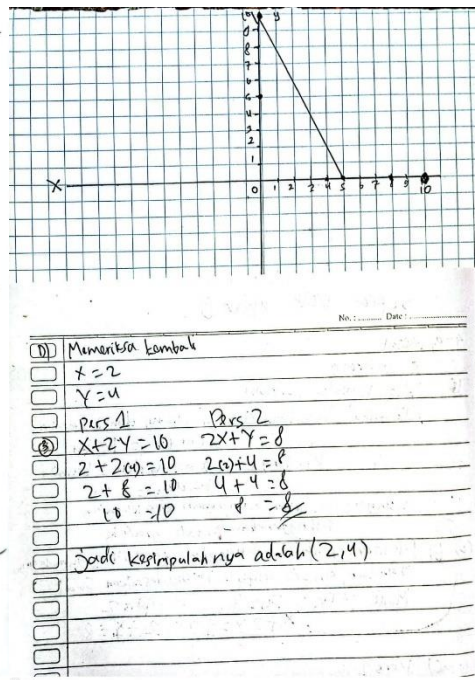 10 y
9
8
7
6
5
4
3
2
1
X
0 1 2 3 4 5 6 7 8 9 10
No. : Date :
D) Memeriksa kembali
x = 2
y = 4
Pers 1 Pers 2
③ x + 2y = 10 2x + y = 8
2 + 2(4) = 10 2(2) + 4 = 8
2 + 8 = 10 4 + 4 = 8
10 = 10 8 = 8
Jadi kesimpulannya adalah (2,4)